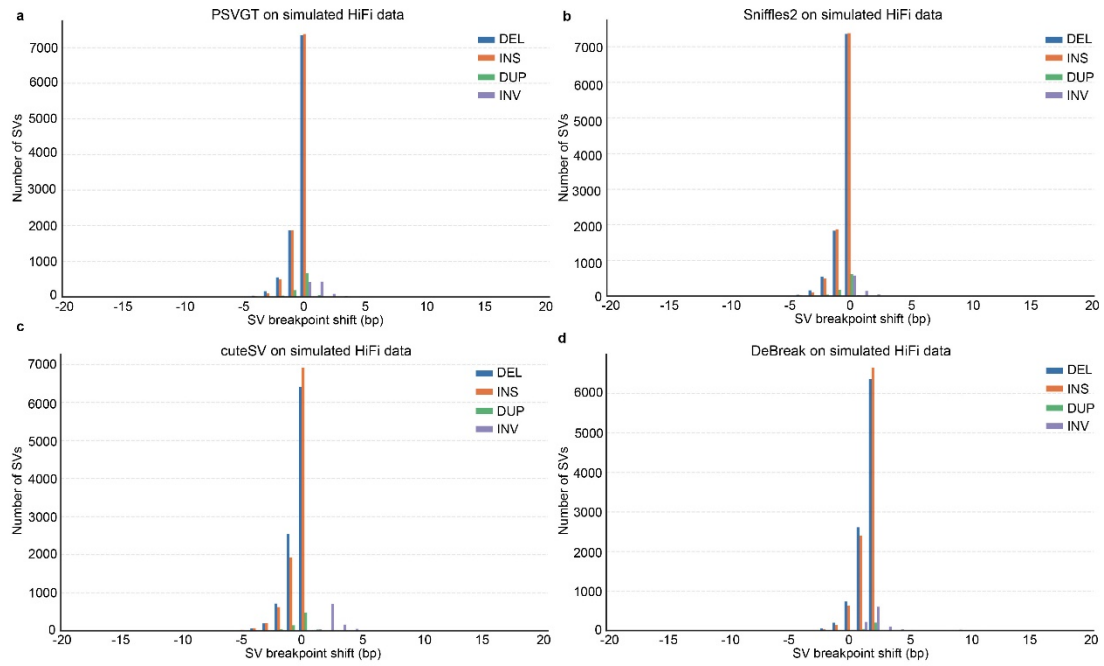 a
PSVGT on simulated HiFi data
Number of SVs
7000
6000
5000
4000
3000
2000
1000
0
DEL
INS
DUP
INV
-20 -15 -10 -5 0 5 10 15 20
SV breakpoint shift (bp)
b
Sniffles2 on simulated HiFi data
Number of SVs
7000
6000
5000
4000
3000
2000
1000
0
DEL
INS
DUP
INV
-20 -15 -10 -5 0 5 10 15 20
SV breakpoint shift (bp)
c
cuteSV on simulated HiFi data
Number of SVs
7000
6000
5000
4000
3000
2000
1000
0
DEL
INS
DUP
INV
-20 -15 -10 -5 0 5 10 15 20
SV breakpoint shift (bp)
d
DeBreak on simulated HiFi data
Number of SVs
6000
5000
4000
3000
2000
1000
0
DEL
INS
DUP
INV
-20 -15 -10 -5 0 5 10 15 20
SV breakpoint shift (bp)